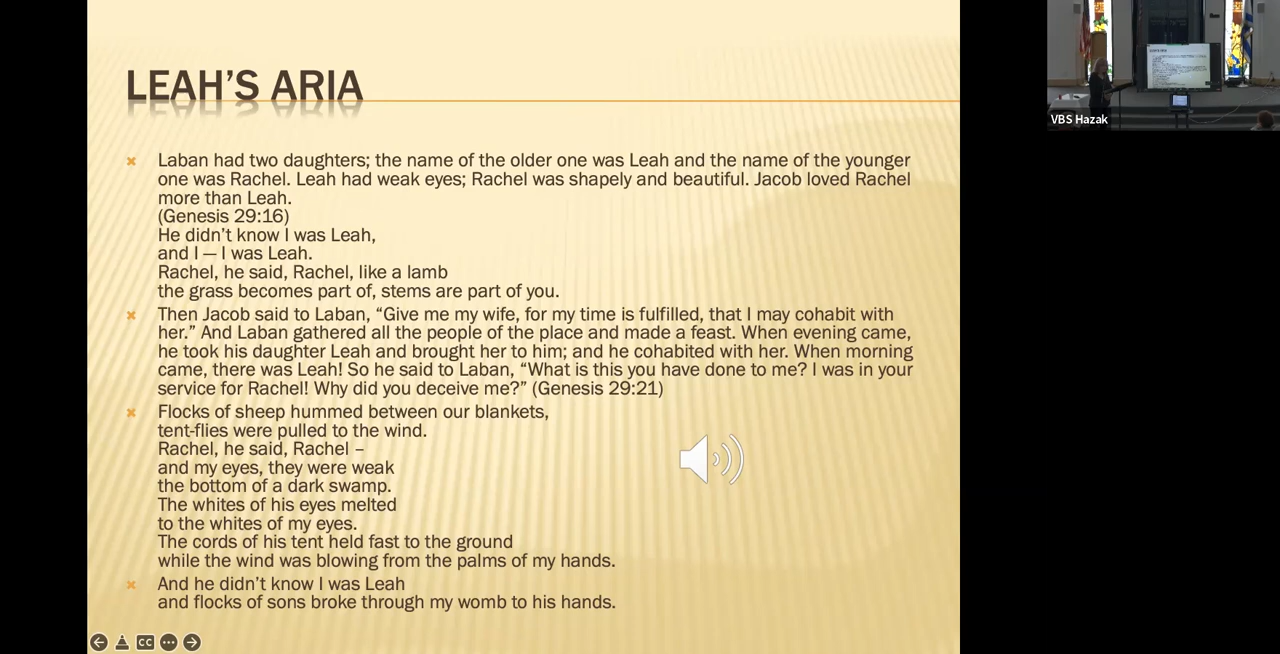 LEAH'S ARIA
Laban had two daughters; the name of the older one was Leah and the name of the younger
one was Rachel. Leah had weak eyes; Rachel was shapely and beautiful. Jacob loved Rachel
more than Leah.
(Genesis 29:16)
He didn't know I was Leah,
and I — I was Leah.
Rachel, he said, Rachel, like a lamb
the grass becomes part of, stems are part of you.
Then Jacob said to Laban, “Give me my wife, for my time is fulfilled, that I may cohabit with
her.” And Laban gathered all the people of the place and made a feast. When evening came,
he took his daughter Leah and brought her to him; and he cohabited with her. When morning
came, there was Leah! So he said to Laban, “What is this you have done to me? I was in your
service for Rachel! Why did you deceive me?” (Genesis 29:21)
Flocks of sheep hummed between our blankets,
tent-flies were pulled to the wind.
Rachel, he said, Rachel –
and my eyes, they were weak
the bottom of a dark swamp.
The whites of his eyes melted
to the whites of my eyes.
The cords of his tent held fast to the ground
while the wind was blowing from the palms of my hands.
And he didn't know I was Leah
and flocks of sons broke through my womb to his hands.
CC
VBS Hazak